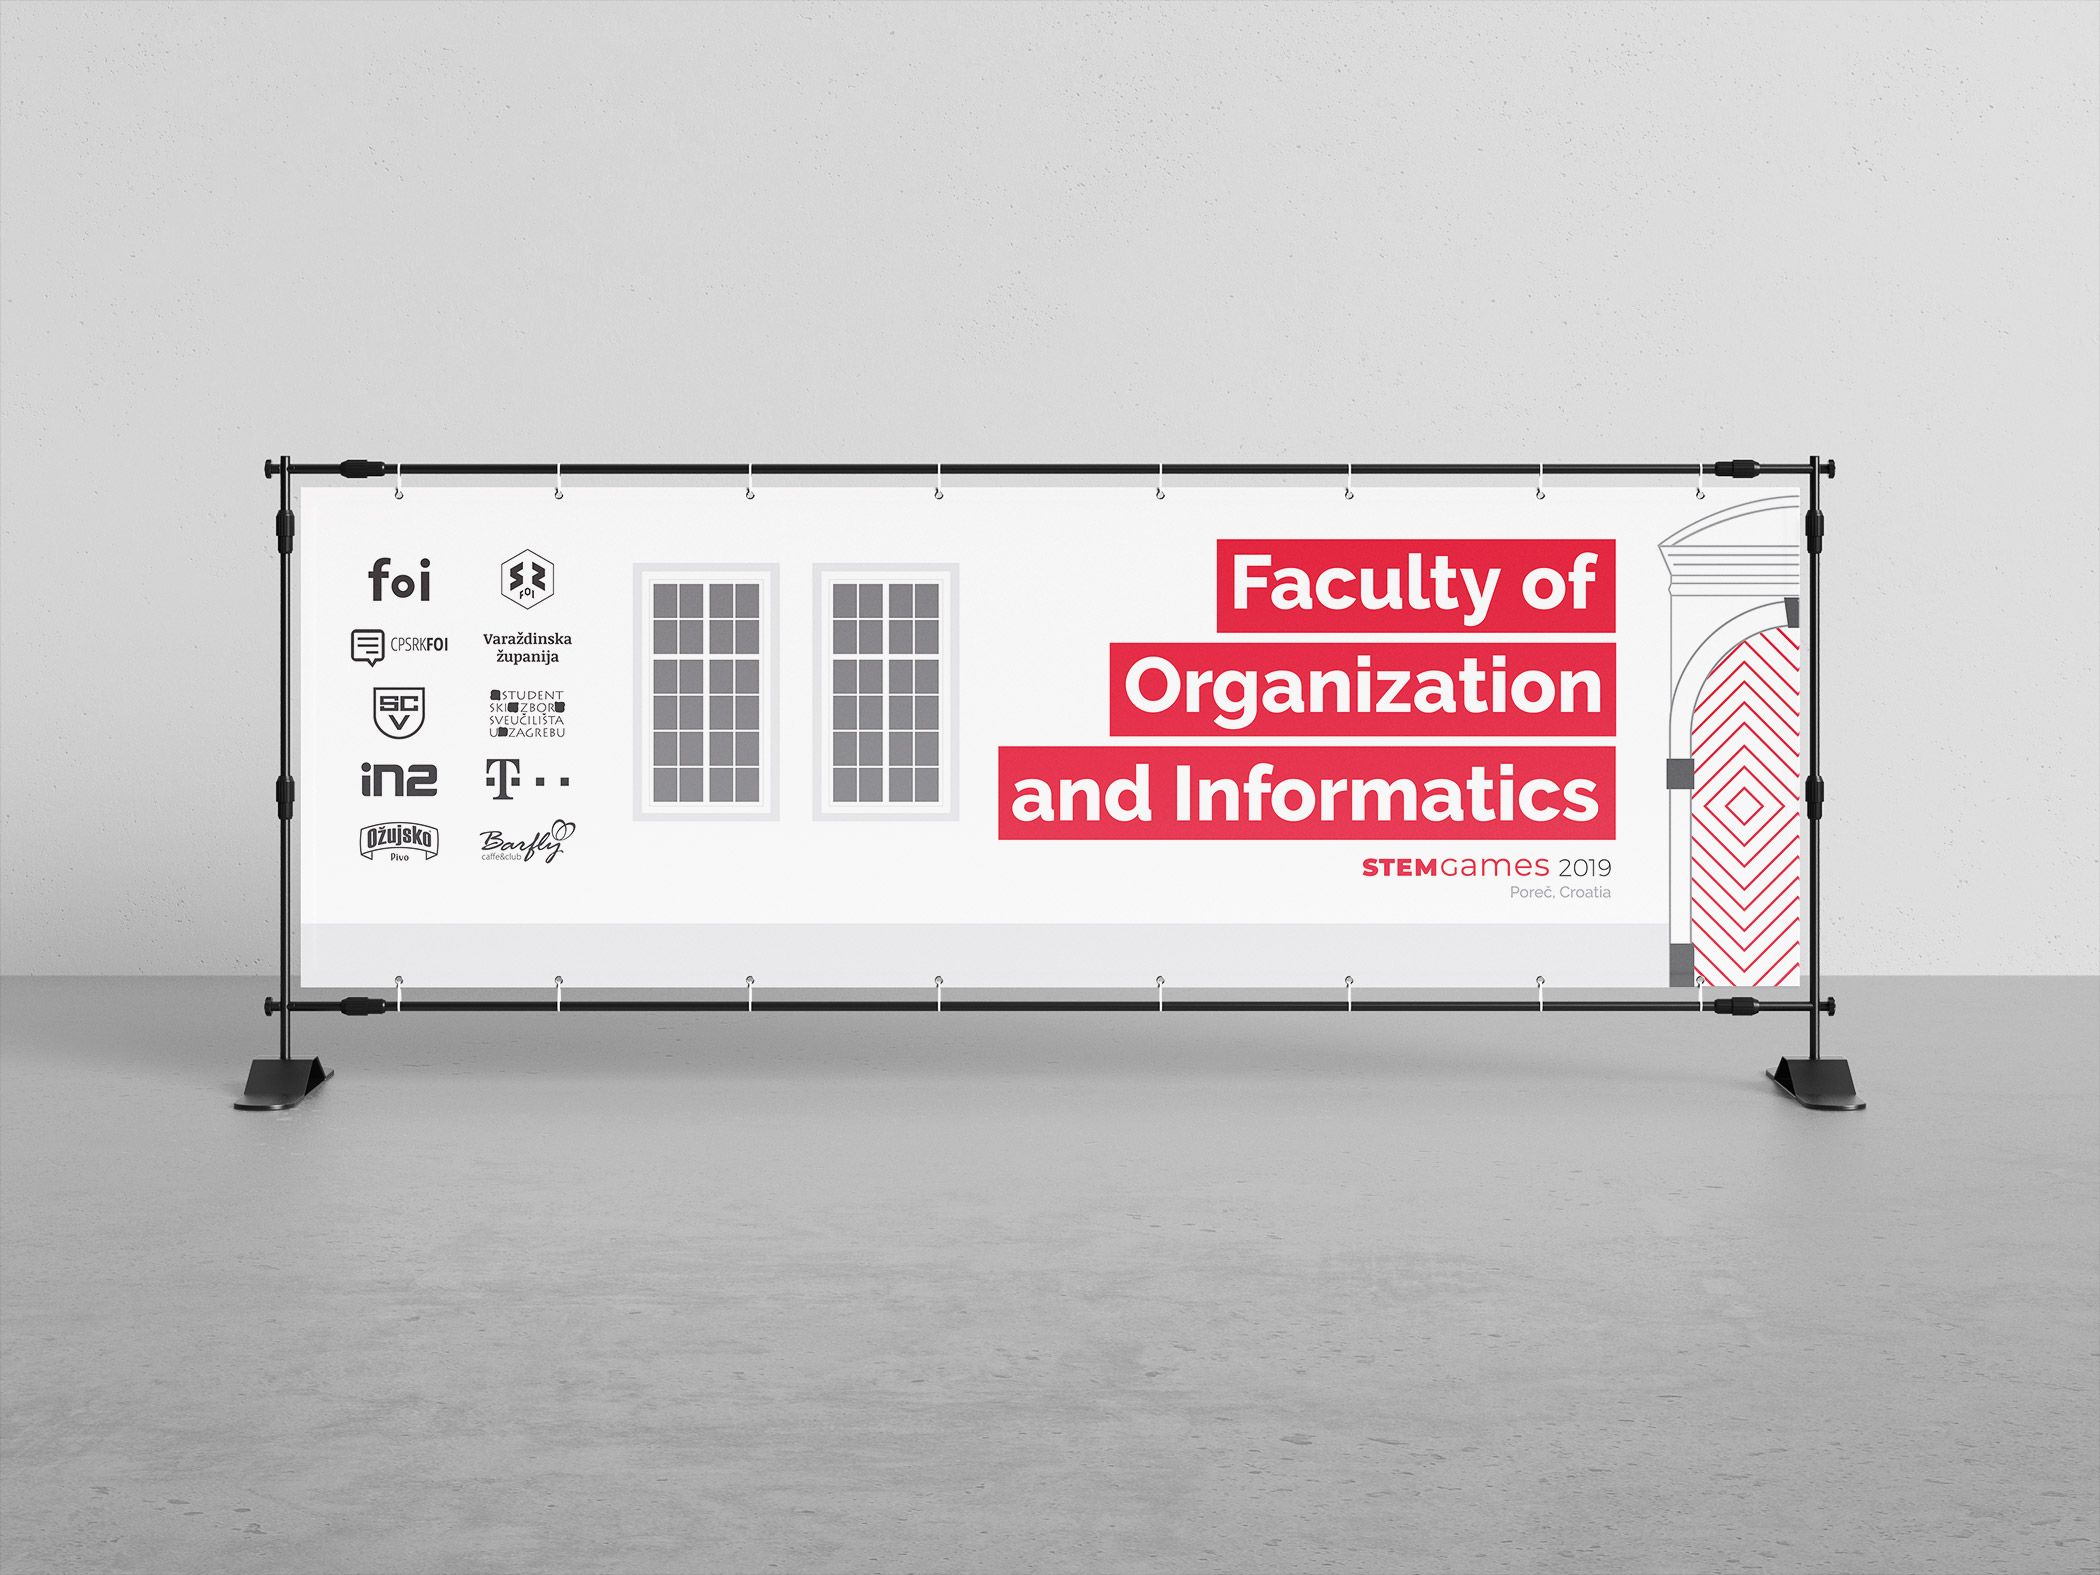 foi
SZ
FOI
CPSRKFOI
Varaždinska
županija
SC
V
STUDENT
SKI ZBOR
SVEUČILIŠTA
U ZAGREBU
in2
T
Ožujsko
Pivo
Barfly
caffe&club
Faculty of
Organization
and Informatics
STEMGames 2019
Poreč, Croatia